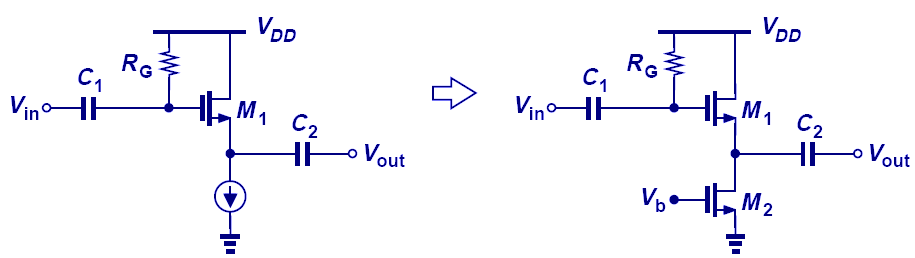 V_DD V_DD
R_G R_G
C_1 C_1
V_in M_1 V_in M_1
C_2 C_2
V_out V_out
V_b M_2